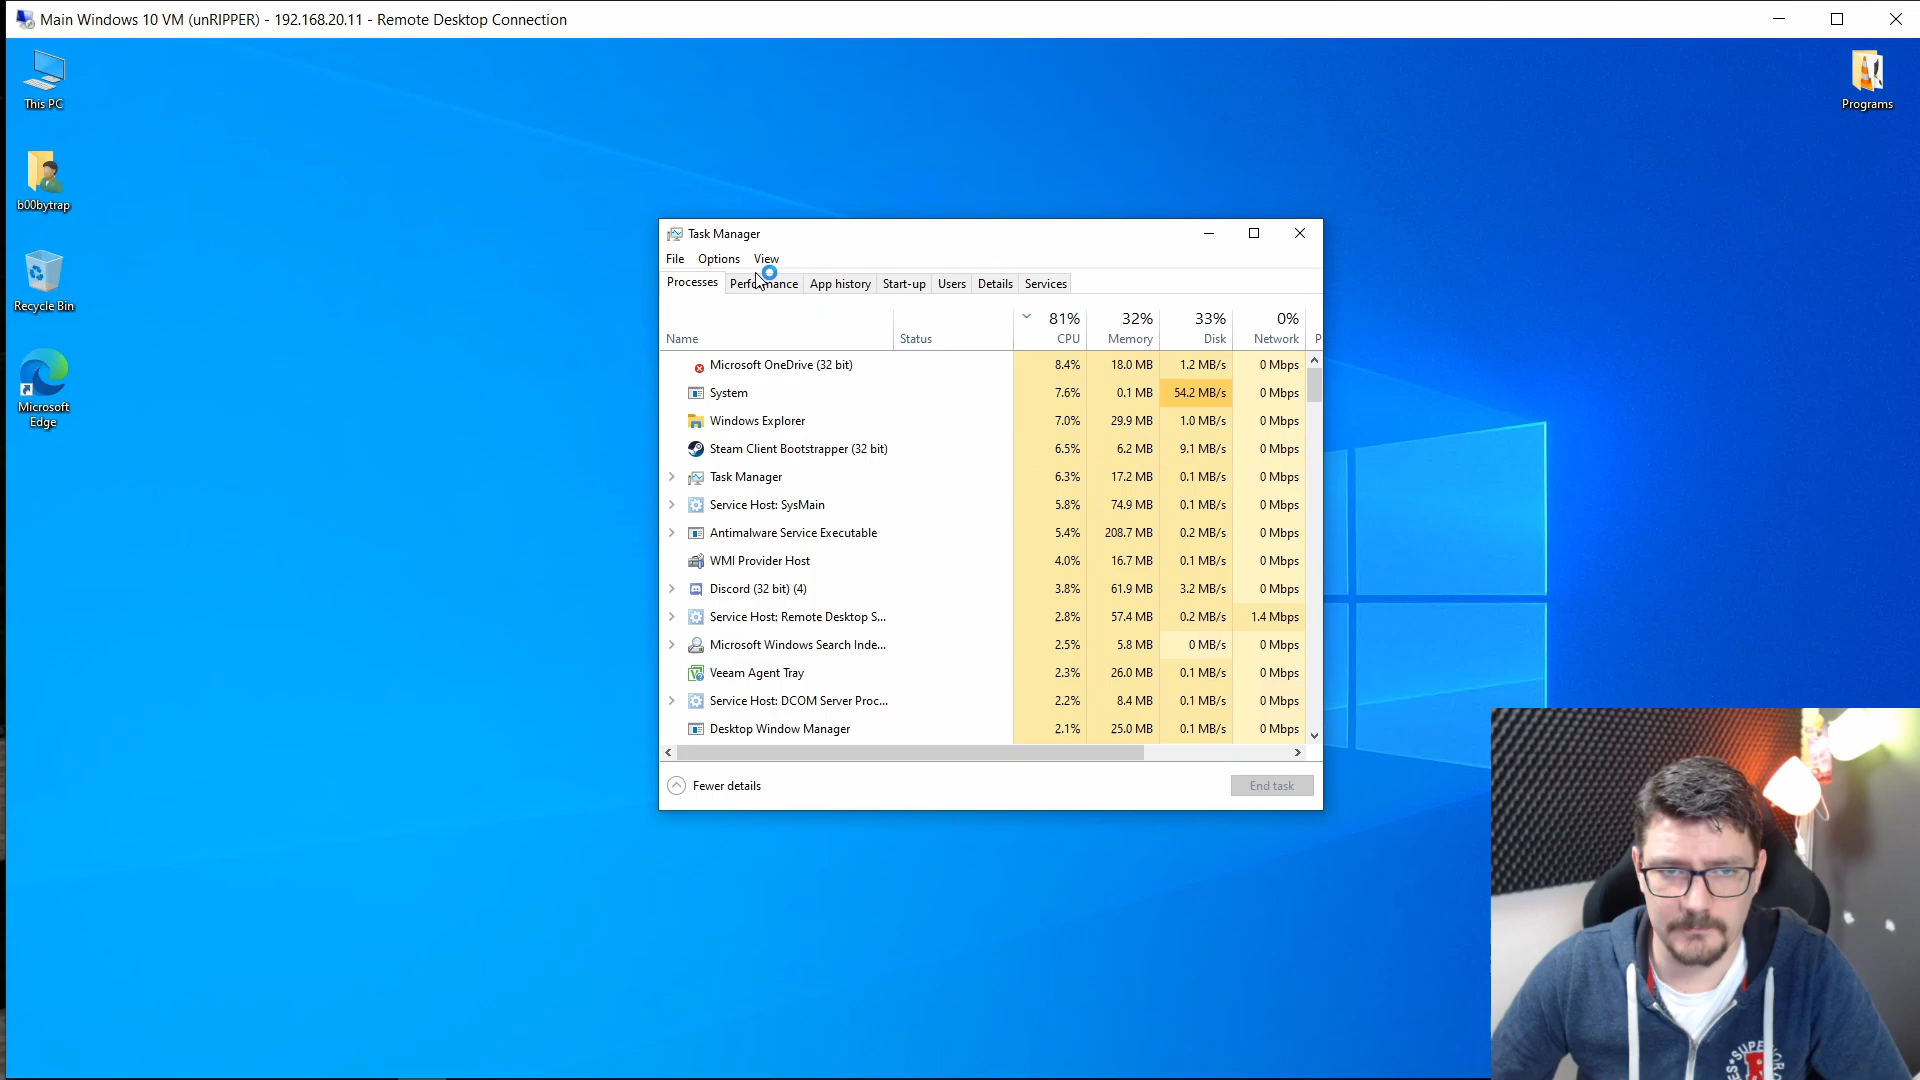 Main Windows 10 VM (unRIPPER) - 192.168.20.11 - Remote Desktop Connection
This PC
Programs
b00bytrap
Recycle Bin
Microsoft
Edge
Task Manager
File Options View
Processes Performance App history Start-up Users Details Services
81% 32% 33% 0%
Name Status CPU Memory Disk Network P
Microsoft OneDrive (32 bit) 8.4% 18.0 MB 1.2 MB/s 0 Mbps
System 7.6% 0.1 MB 54.2 MB/s 0 Mbps
Windows Explorer 7.0% 29.9 MB 1.0 MB/s 0 Mbps
Steam Client Bootstrapper (32 bit) 6.5% 6.2 MB 9.1 MB/s 0 Mbps
Task Manager 6.3% 17.2 MB 0.1 MB/s 0 Mbps
Service Host: SysMain 5.8% 74.9 MB 0.1 MB/s 0 Mbps
Antimalware Service Executable 5.4% 208.7 MB 0.2 MB/s 0 Mbps
WMI Provider Host 4.0% 16.7 MB 0.1 MB/s 0 Mbps
Discord (32 bit) (4) 3.8% 61.9 MB 3.2 MB/s 0 Mbps
Service Host: Remote Desktop S... 2.8% 57.4 MB 0.2 MB/s 1.4 Mbps
Microsoft Windows Search Inde... 2.5% 5.8 MB 0 MB/s 0 Mbps
Veeam Agent Tray 2.3% 26.0 MB 0.1 MB/s 0 Mbps
Service Host: DCOM Server Proc... 2.2% 8.4 MB 0.1 MB/s 0 Mbps
Desktop Window Manager 2.1% 25.0 MB 0.1 MB/s 0 Mbps
Fewer details End task